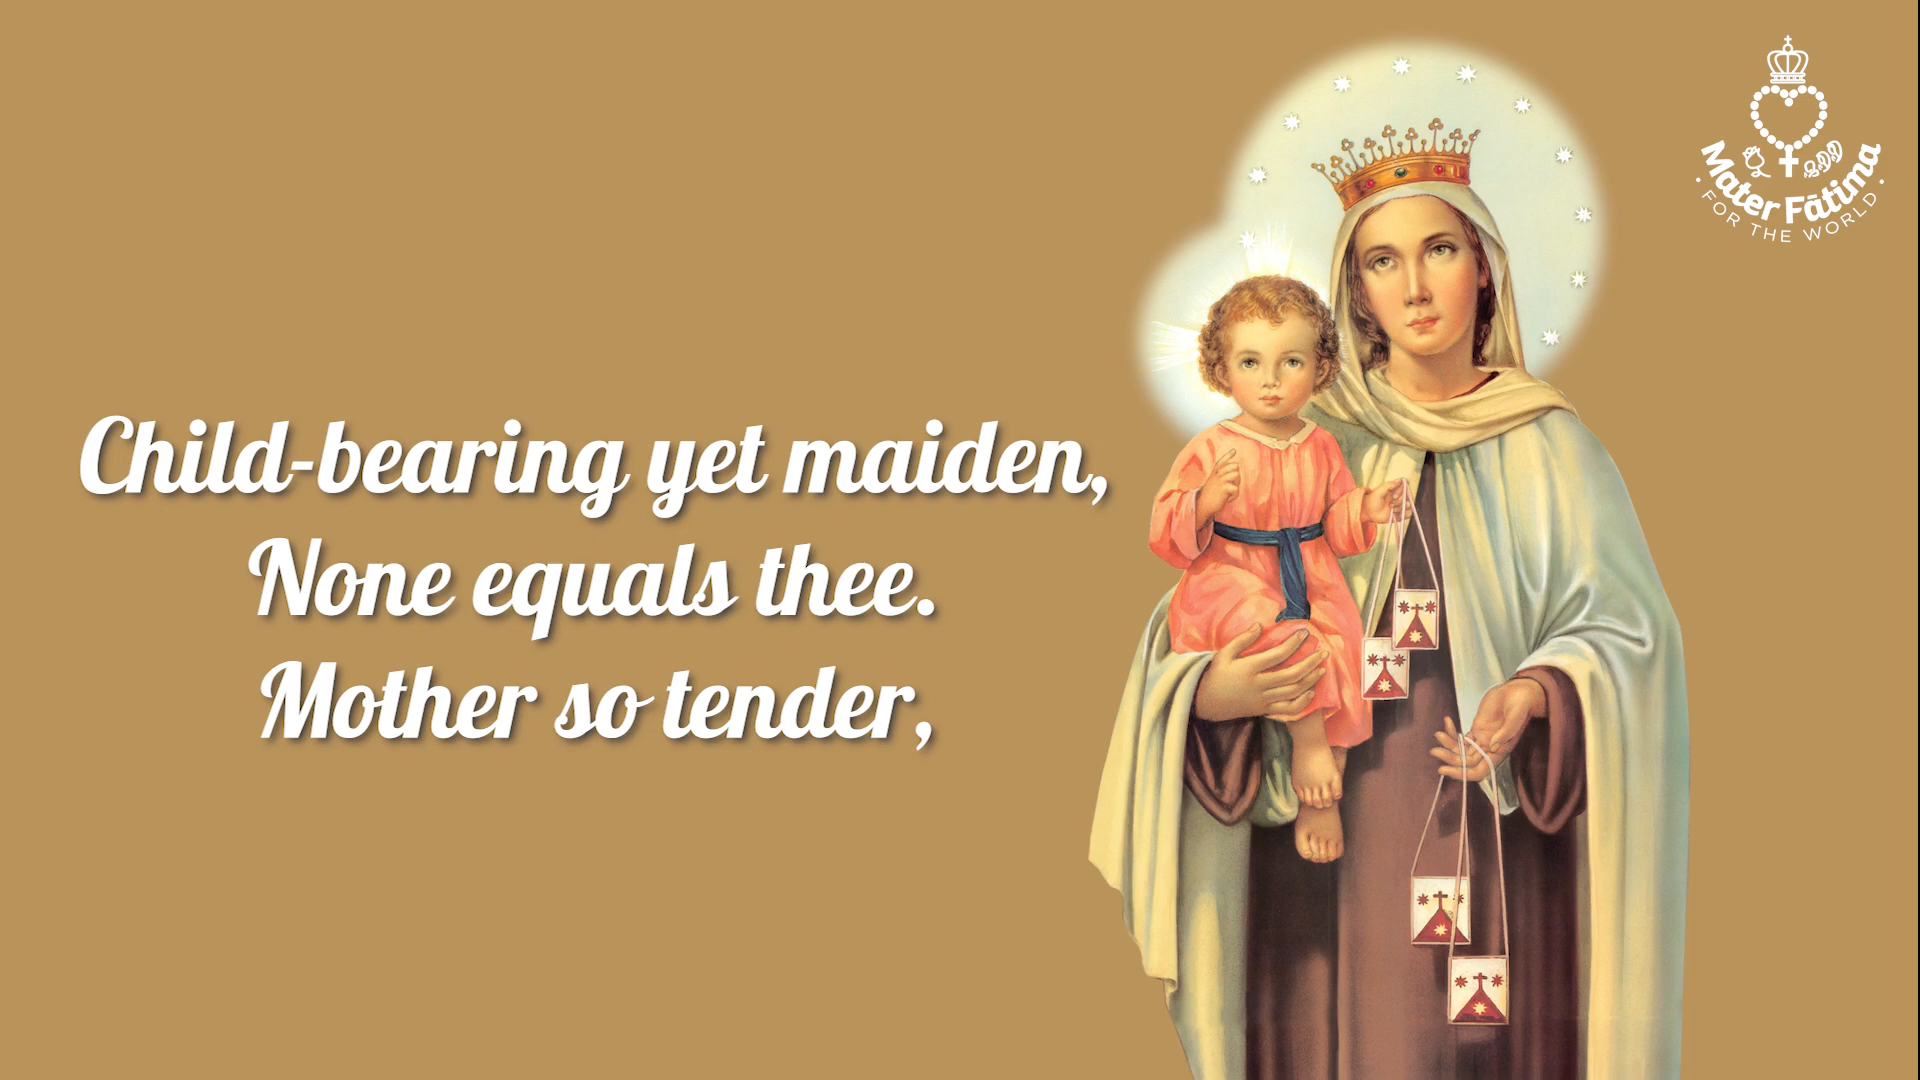 Child-bearing yet maiden,
None equals thee.
Mother so tender,
Mater Fātima
• FOR THE WORLD •